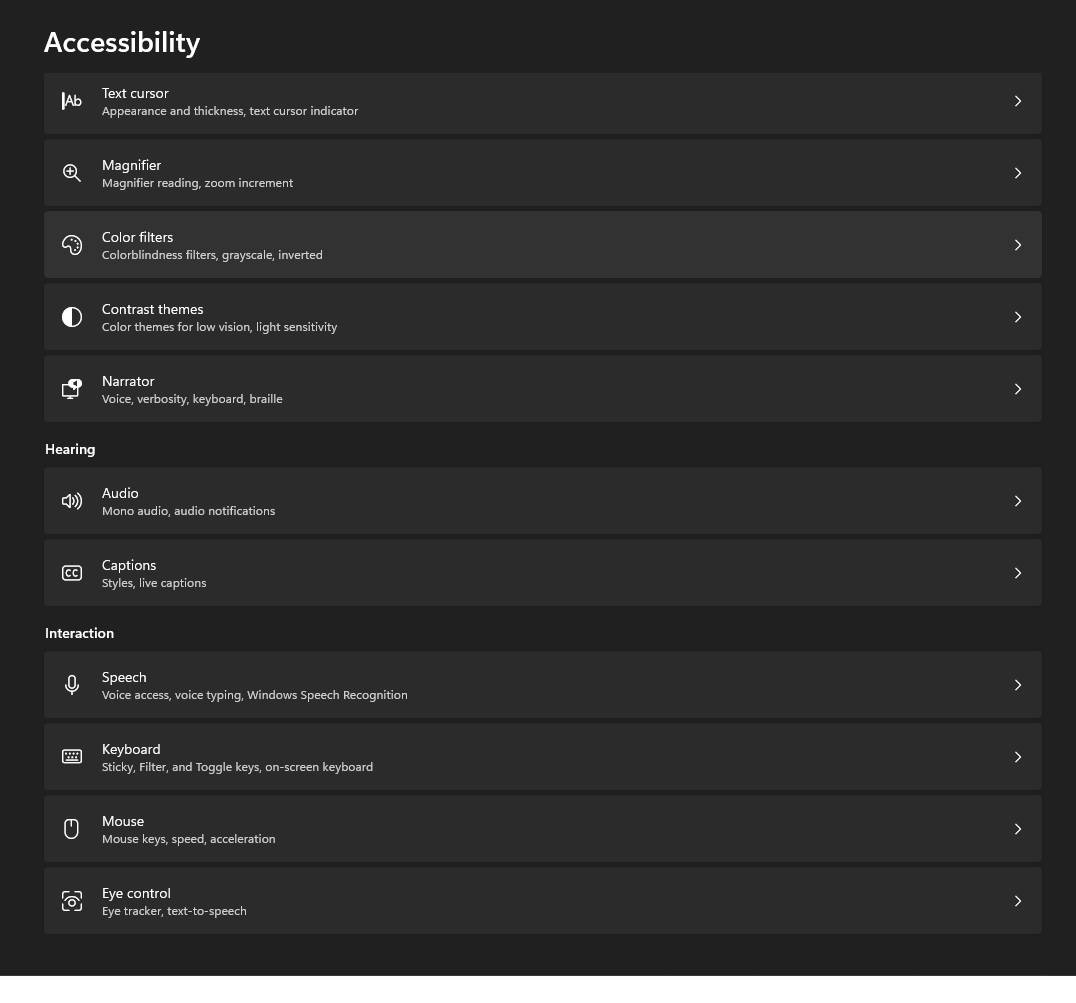 Accessibility
Ab
Text cursor
Appearance and thickness, text cursor indicator
Magnifier
Magnifier reading, zoom increment
Color filters
Colorblindness filters, grayscale, inverted
Contrast themes
Color themes for low vision, light sensitivity
Narrator
Voice, verbosity, keyboard, braille
Hearing
Audio
Mono audio, audio notifications
CC
Captions
Styles, live captions
Interaction
Speech
Voice access, voice typing, Windows Speech Recognition
Keyboard
Sticky, Filter, and Toggle keys, on-screen keyboard
Mouse
Mouse keys, speed, acceleration
Eye control
Eye tracker, text-to-speech